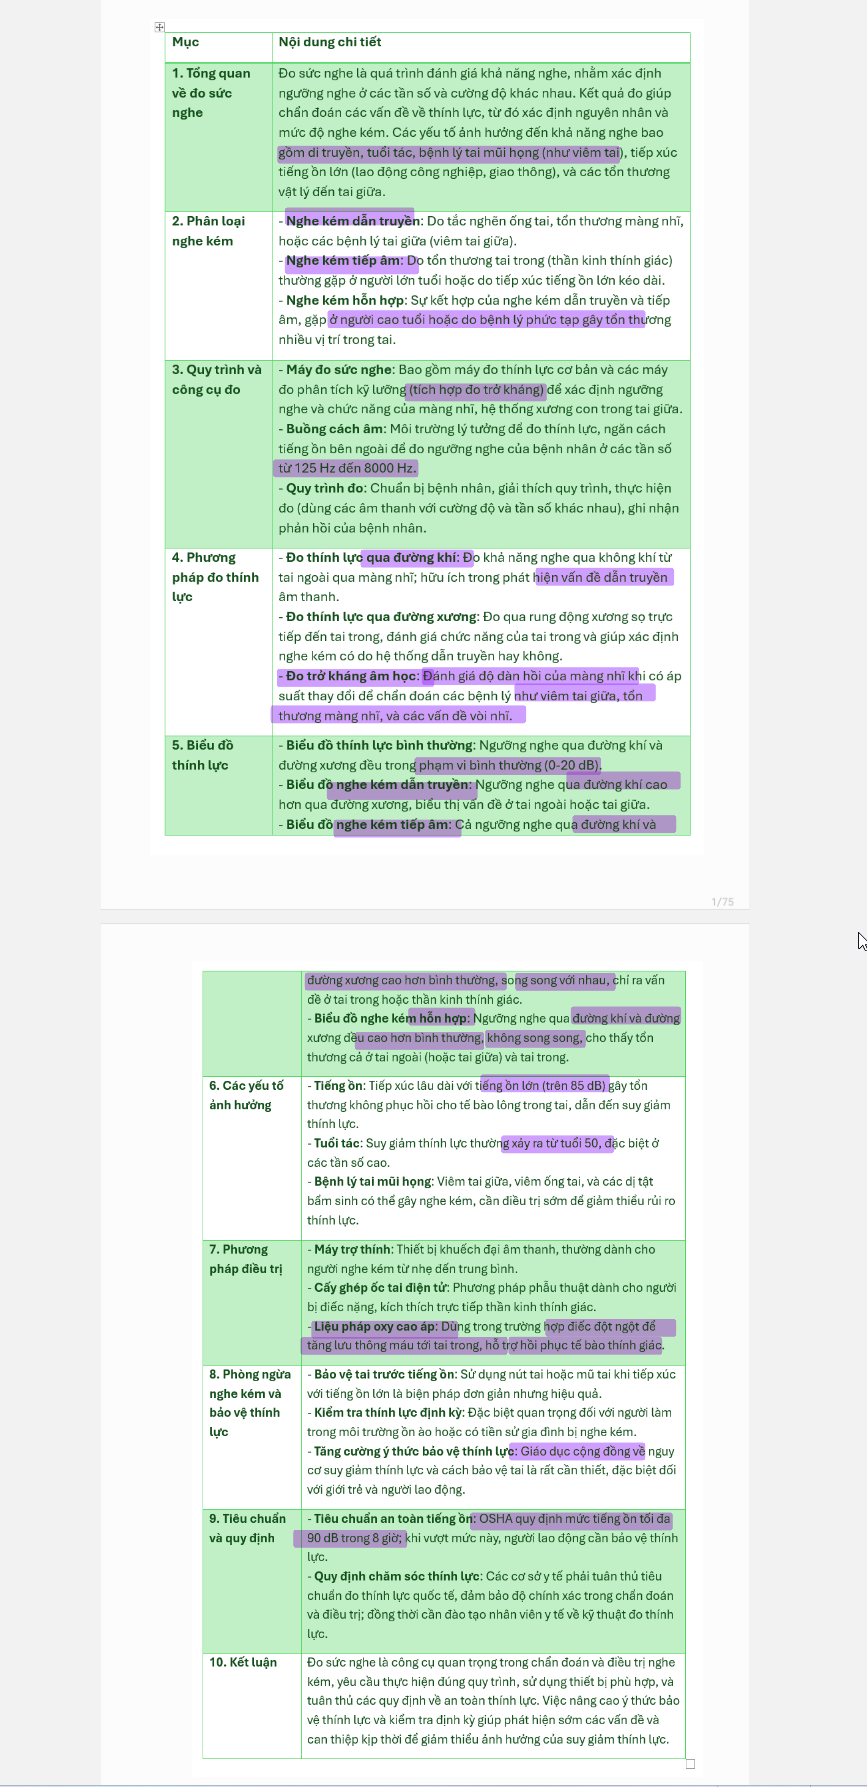 Mục Nội dung chi tiết
1. Tổng quan về đo sức nghe
Đo sức nghe là quá trình đánh giá khả năng nghe, nhằm xác định
ngưỡng nghe ở các tần số và cường độ khác nhau. Kết quả đo giúp
chẩn đoán các vấn đề về thính lực, từ đó xác định nguyên nhân và
mức độ nghe kém. Các yếu tố ảnh hưởng đến khả năng nghe bao
gồm di truyền, tuổi tác, bệnh lý tai mũi họng (như viêm tai), tiếp xúc
tiếng ồn lớn (lao động công nghiệp, giao thông), và các tổn thương
vật lý đến tai giữa.
2. Phân loại
nghe kém
- Nghe kém dẫn truyền: Do tắc nghẽn ống tai, tổn thương màng nhĩ,
hoặc các bệnh lý tai giữa (viêm tai giữa).
- Nghe kém tiếp âm: Do tổn thương tai trong (thần kinh thính giác)
thường gặp ở người lớn tuổi hoặc do tiếp xúc tiếng ồn lớn kéo dài.
- Nghe kém hỗn hợp: Sự kết hợp của nghe kém dẫn truyền và tiếp
âm, gặp ở người cao tuổi hoặc do bệnh lý phức tạp gây tổn thương
nhiều vị trí trong tai.
3. Quy trình và
công cụ đo
- Máy đo sức nghe: Bao gồm máy đo thính lực cơ bản và các máy
đo phân tích kỹ lưỡng (tích hợp đo trở kháng) để xác định ngưỡng
nghe và chức năng của màng nhĩ, hệ thống xương con trong tai giữa.
- Buồng cách âm: Môi trường lý tưởng để đo thính lực, ngăn cách
tiếng ồn bên ngoài để đo ngưỡng nghe của bệnh nhân ở các tần số
từ 125 Hz đến 8000 Hz.
- Quy trình đo: Chuẩn bị bệnh nhân, giải thích quy trình, thực hiện
đo (dùng các âm thanh với cường độ và tần số khác nhau), ghi nhận
phản hồi của bệnh nhân.
4. Phương
pháp đo thính
lực
- Đo thính lực qua đường khí: Đo khả năng nghe qua không khí từ
tai ngoài qua màng nhĩ; hữu ích trong phát hiện vấn đề dẫn truyền
âm thanh.
- Đo thính lực qua đường xương: Đo qua rung động xương sọ trực
tiếp đến tai trong, đánh giá chức năng của tai trong và giúp xác định
nghe kém có do hệ thống dẫn truyền hay không.
- Đo trở kháng âm học: Đánh giá độ đàn hồi của màng nhĩ khi có áp
suất thay đổi để chẩn đoán các bệnh lý như viêm tai giữa, tổn
thương màng nhĩ, và các vấn đề vòi nhĩ.
5. Biểu đồ
thính lực
- Biểu đồ thính lực bình thường: Ngưỡng nghe qua đường khí và
đường xương đều trong phạm vi bình thường (0-20 dB).
- Biểu đồ nghe kém dẫn truyền: Ngưỡng nghe qua đường khí cao
hơn qua đường xương, biểu thị vấn đề ở tai ngoài hoặc tai giữa.
- Biểu đồ nghe kém tiếp âm: Cả ngưỡng nghe qua đường khí và
1/75
đường xương cao hơn bình thường, song song với nhau, chỉ ra vấn
đề ở tai trong hoặc thần kinh thính giác.
- Biểu đồ nghe kém hỗn hợp: Ngưỡng nghe qua đường khí và đường
xương đều cao hơn bình thường, không song song, cho thấy tổn
thương cả ở tai ngoài (hoặc tai giữa) và tai trong.
6. Các yếu tố
ảnh hưởng
- Tiếng ồn: Tiếp xúc lâu dài với tiếng ồn lớn (trên 85 dB) gây tổn
thương không phục hồi cho tế bào lông trong tai, dẫn đến suy giảm
thính lực.
- Tuổi tác: Suy giảm thính lực thường xảy ra từ tuổi 50, đặc biệt ở
các tần số cao.
- Bệnh lý tai mũi họng: Viêm tai giữa, viêm ống tai, và các dị tật
bẩm sinh có thể gây nghe kém, cần điều trị sớm để giảm thiểu rủi ro
thính lực.
7. Phương
pháp điều trị
- Máy trợ thính: Thiết bị khuếch đại âm thanh, thường dành cho
người nghe kém từ nhẹ đến trung bình.
- Cấy ghép ốc tai điện tử: Phương pháp phẫu thuật dành cho người
bị điếc nặng, kích thích trực tiếp thần kinh thính giác.
- Liệu pháp oxy cao áp: Dùng trong trường hợp điếc đột ngột để
tăng lưu thông máu tới tai trong, hỗ trợ hồi phục tế bào thính giác.
8. Phòng ngừa
nghe kém và
bảo vệ thính
lực
- Bảo vệ tai trước tiếng ồn: Sử dụng nút tai hoặc mũ tai khi tiếp xúc
với tiếng ồn lớn là biện pháp đơn giản nhưng hiệu quả.
- Kiểm tra thính lực định kỳ: Đặc biệt quan trọng đối với người làm
trong môi trường ồn ào hoặc có tiền sử gia đình bị nghe kém.
- Tăng cường ý thức bảo vệ thính lực: Giáo dục cộng đồng về nguy
cơ suy giảm thính lực và cách bảo vệ tai là rất cần thiết, đặc biệt đối
với giới trẻ và người lao động.
9. Tiêu chuẩn
và quy định
- Tiêu chuẩn an toàn tiếng ồn: OSHA quy định mức tiếng ồn tối đa
90 dB trong 8 giờ; khi vượt mức này, người lao động cần bảo vệ thính
lực.
- Quy định chăm sóc thính lực: Các cơ sở y tế phải tuân thủ tiêu
chuẩn đo thính lực quốc tế, đảm bảo độ chính xác trong chẩn đoán
và điều trị; đồng thời cần đào tạo nhân viên y tế về kỹ thuật đo thính
lực.
10. Kết luận
Đo sức nghe là công cụ quan trọng trong chẩn đoán và điều trị nghe
kém, yêu cầu thực hiện đúng quy trình, sử dụng thiết bị phù hợp, và
tuân thủ các quy định về an toàn thính lực. Việc nâng cao ý thức bảo
vệ thính lực và kiểm tra định kỳ giúp phát hiện sớm các vấn đề và
can thiệp kịp thời để giảm thiểu ảnh hưởng của suy giảm thính lực.